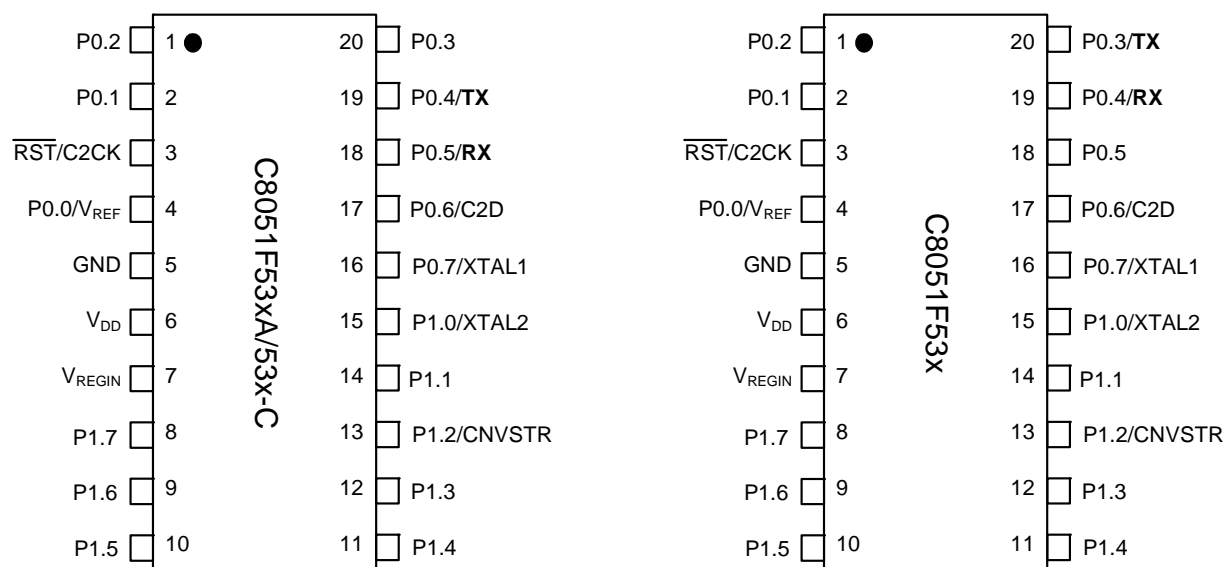 P0.2 1 20 P0.3
P0.1 2 19 P0.4/TX
RST/C2CK 3 18 P0.5/RX
P0.0/VREF 4 17 P0.6/C2D
GND 5 16 P0.7/XTAL1
VDD 6 15 P1.0/XTAL2
VREGIN 7 14 P1.1
P1.7 8 13 P1.2/CNVSTR
P1.6 9 12 P1.3
P1.5 10 11 P1.4
C8051F53xA/53x-C
P0.2 1 20 P0.3/TX
P0.1 2 19 P0.4/RX
RST/C2CK 3 18 P0.5
P0.0/VREF 4 17 P0.6/C2D
GND 5 16 P0.7/XTAL1
VDD 6 15 P1.0/XTAL2
VREGIN 7 14 P1.1
P1.7 8 13 P1.2/CNVSTR
P1.6 9 12 P1.3
P1.5 10 11 P1.4
C8051F53x